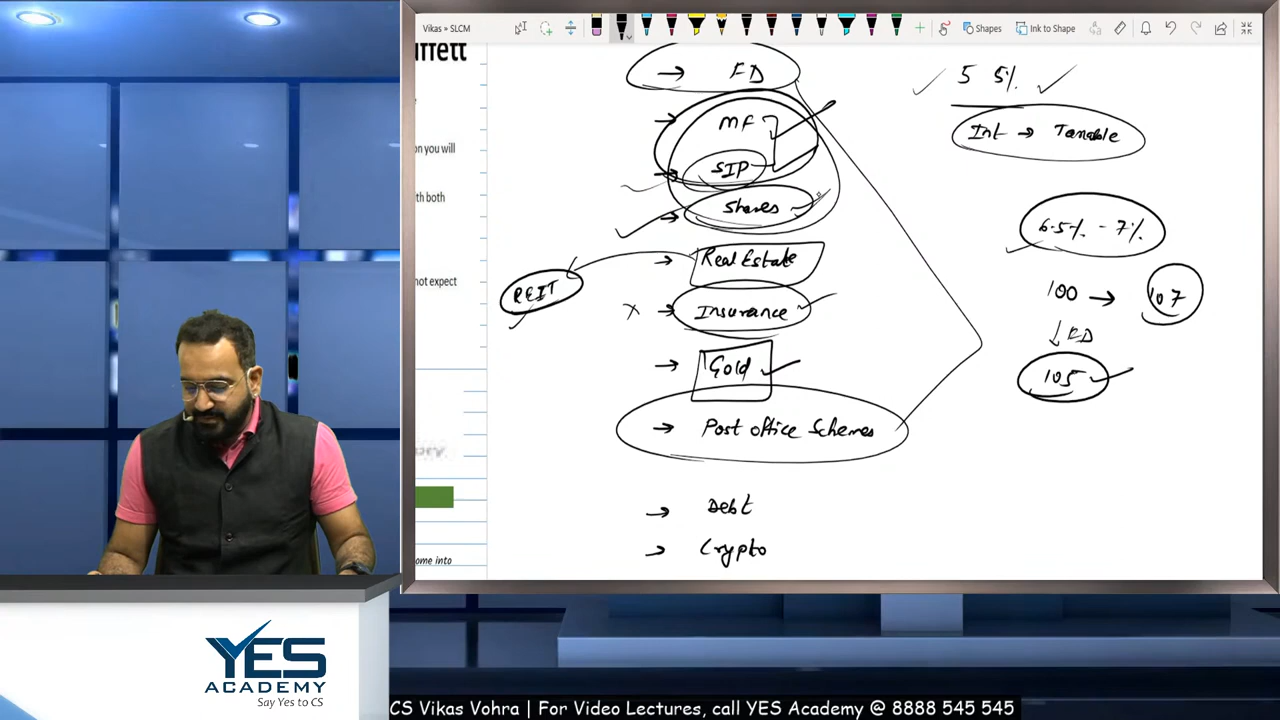 Vikas » SLCM
Shapes
Ink to Shape
ffett
on you will
th both
not expect
ome into
→ FD
→ MF
→ SIP
→ Shares
→ Real Estate
REIT
x → Insurance
→ Gold
→ Post office Schemes
→ Debt
→ Crypto
5 5%
Int → Taxable
6.5% - 7%
100 → 107
↓ FD
105
YES
ACADEMY
Say Yes to CS
CS Vikas Vohra | For Video Lectures, call YES Academy @ 8888 545 545